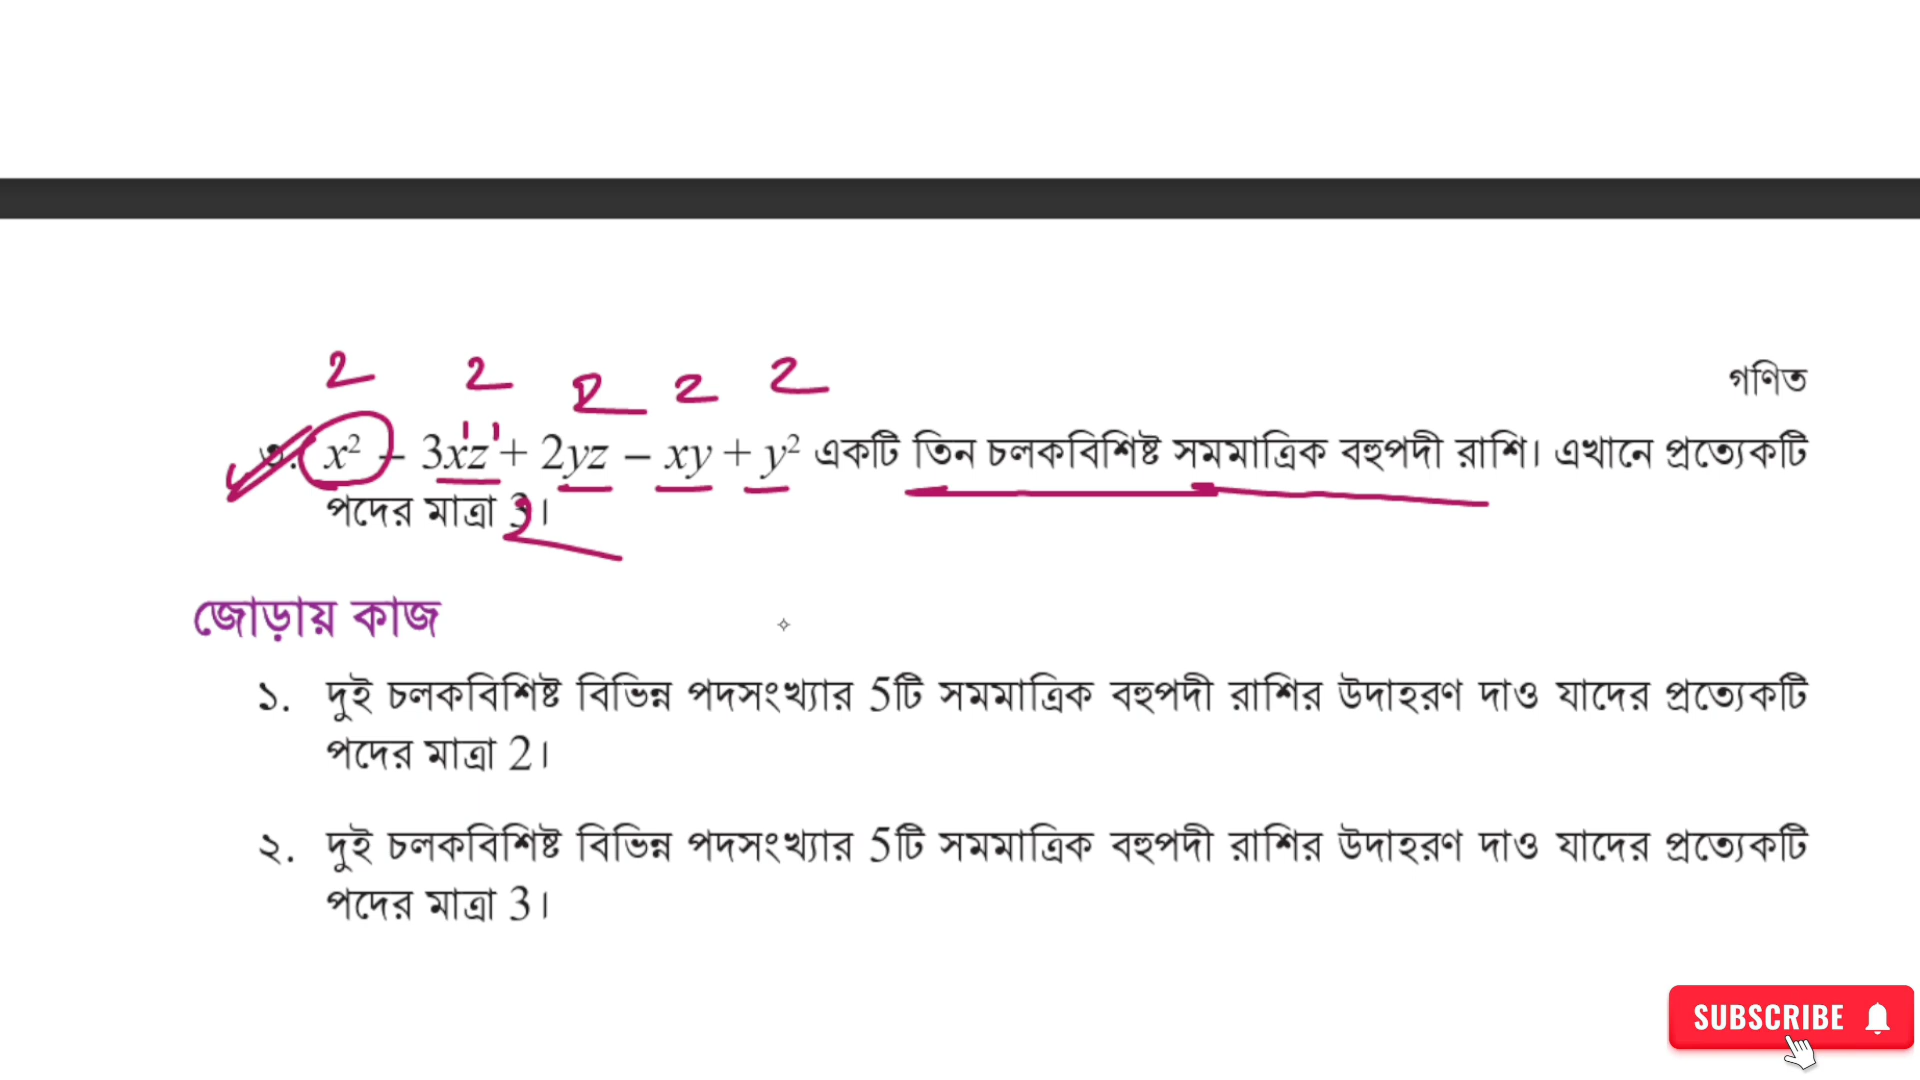 গণিত
2 2 2 2 2
৩. x² – 3xz + 2yz – xy + y² একটি তিন চলকবিশিষ্ট সমমাত্রিক বহুপদী রাশি। এখানে প্রত্যেকটি
পদের মাত্রা 3।
2
জোড়ায় কাজ
১. দুই চলকবিশিষ্ট বিভিন্ন পদসংখ্যার 5টি সমমাত্রিক বহুপদী রাশির উদাহরণ দাও যাদের প্রত্যেকটি
পদের মাত্রা 2।
২. দুই চলকবিশিষ্ট বিভিন্ন পদসংখ্যার 5টি সমমাত্রিক বহুপদী রাশির উদাহরণ দাও যাদের প্রত্যেকটি
পদের মাত্রা 3।
SUBSCRIBE